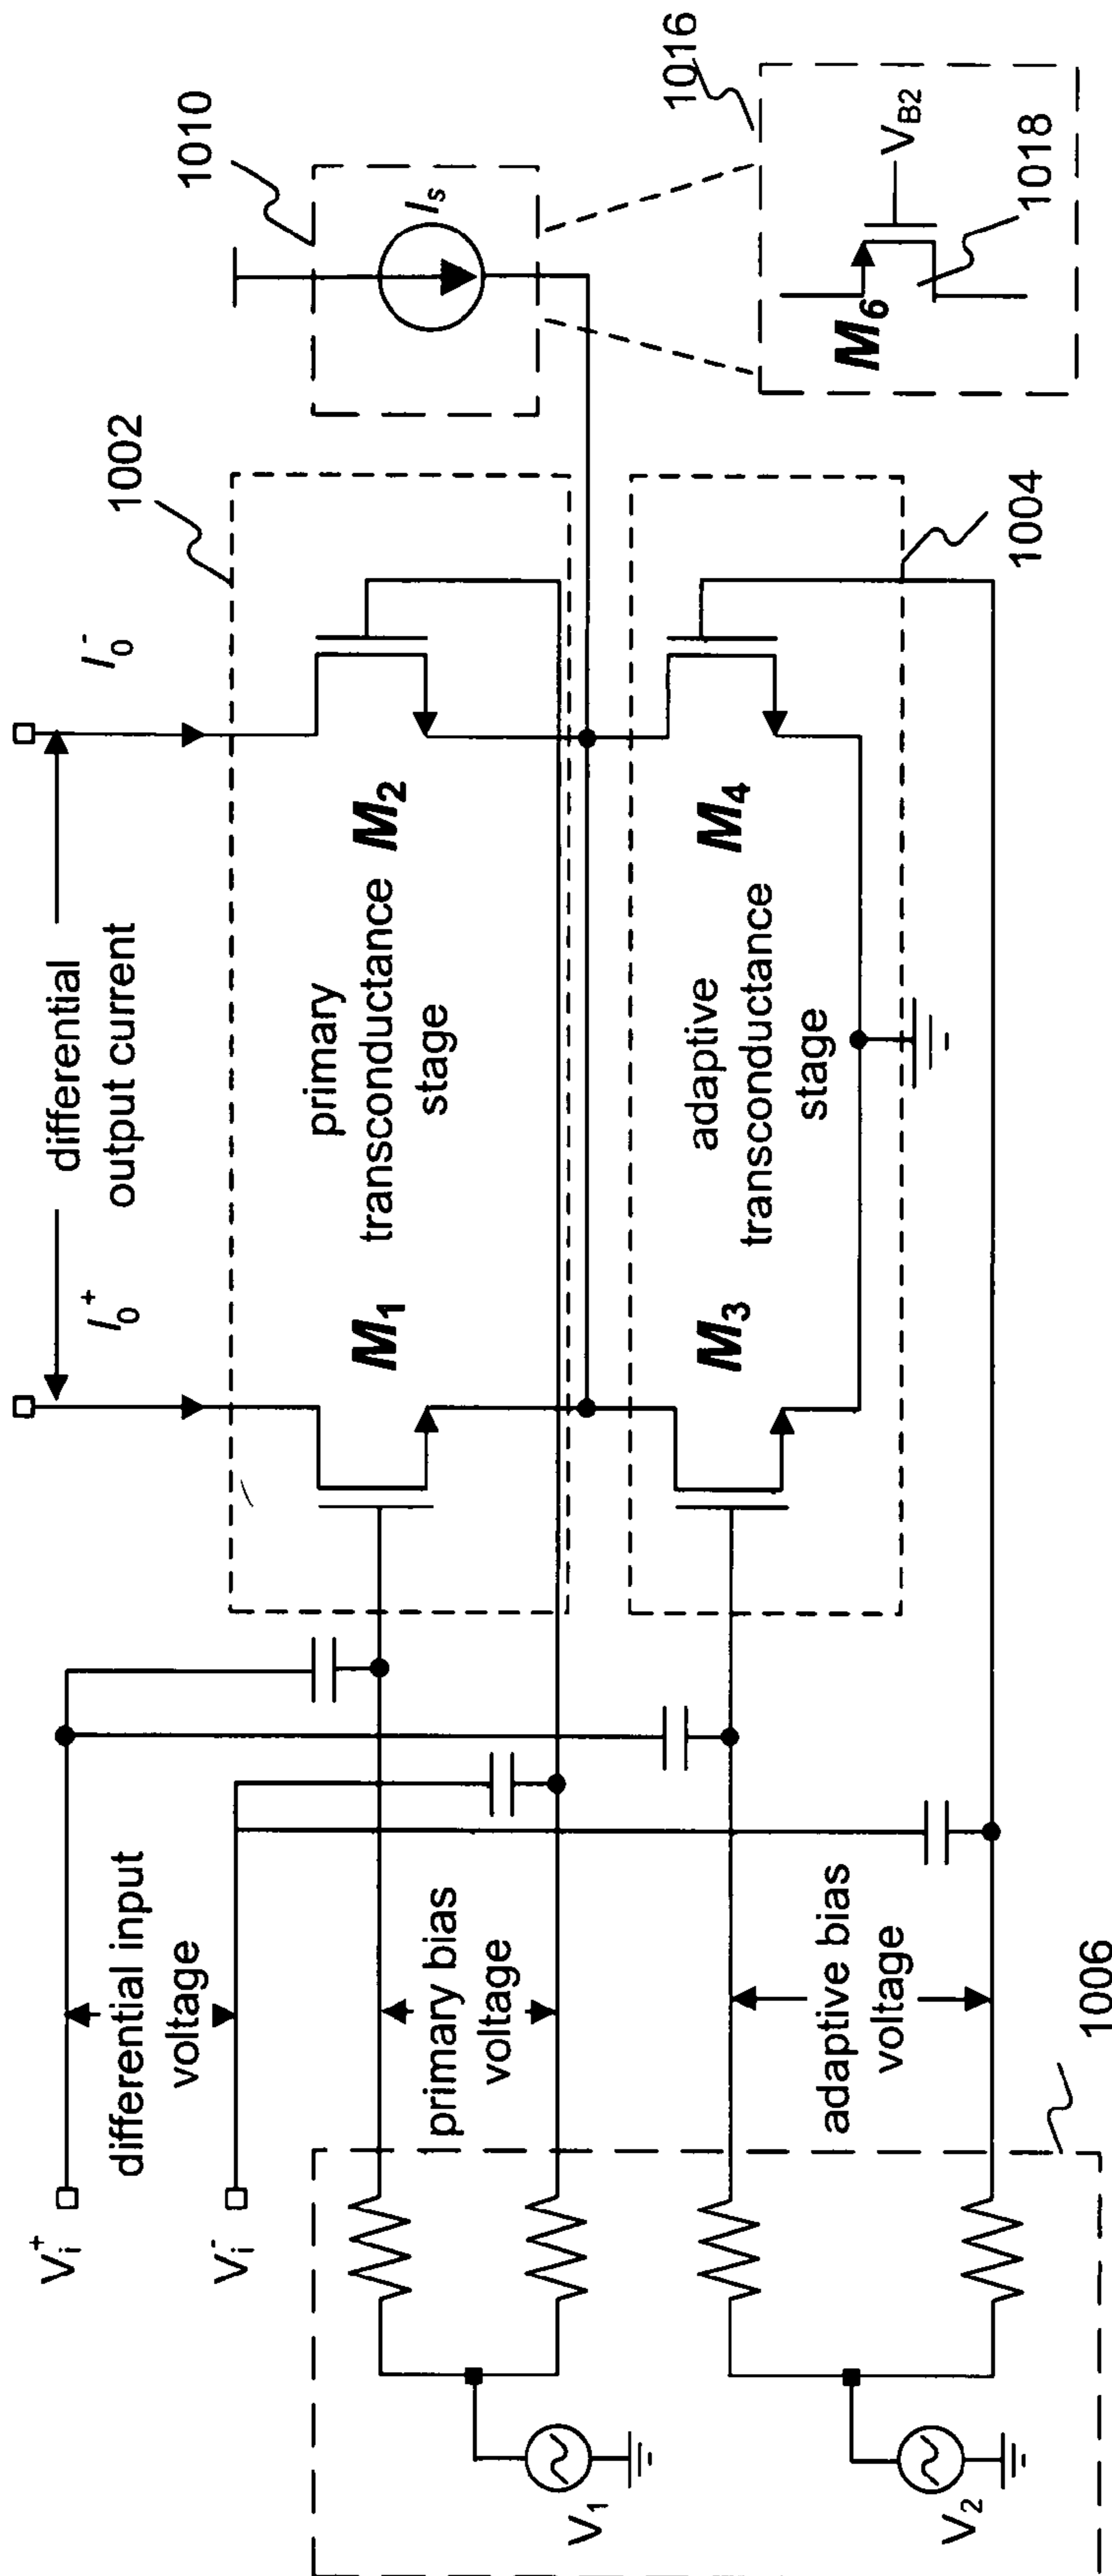 differential
output current
I₀⁺
I₀⁻
1002
1010
Iₛ
1016
V_B2
M₆
1018
M₁
primary
transconductance
stage
M₂
M₃
adaptive
transconductance
stage
M₄
1004
Vᵢ⁺
differential input
voltage
Vᵢ⁻
primary bias
voltage
adaptive bias
voltage
V₁
V₂
1006